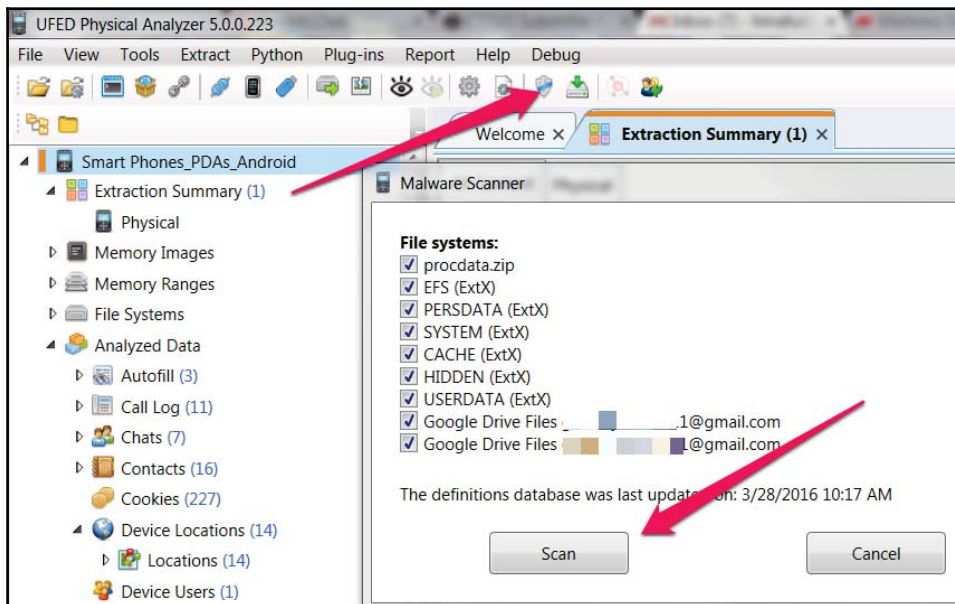 UFED Physical Analyzer 5.0.0.223
File View Tools Extract Python Plug-ins Report Help Debug
Welcome × Extraction Summary (1) ×
Smart Phones_PDAs_Android
Extraction Summary (1)
Physical
Memory Images
Memory Ranges
File Systems
Analyzed Data
Autofill (3)
Call Log (11)
Chats (7)
Contacts (16)
Cookies (227)
Device Locations (14)
Locations (14)
Device Users (1)
Malware Scanner
File systems:
procdata.zip
EFS (ExtX)
PERSDATA (ExtX)
SYSTEM (ExtX)
CACHE (ExtX)
HIDDEN (ExtX)
USERDATA (ExtX)
Google Drive Files .1@gmail.com
Google Drive Files 1@gmail.com
The definitions database was last updated on: 3/28/2016 10:17 AM
Scan Cancel